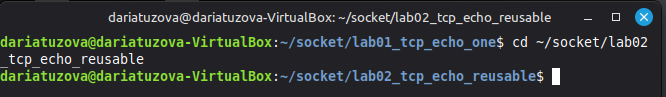 dariatuzova@dariatuzova-VirtualBox: ~/socket/lab02_tcp_echo_reusable
dariatuzova@dariatuzova-VirtualBox:~/socket/lab01_tcp_echo_one$ cd ~/socket/lab02
_tcp_echo_reusable
dariatuzova@dariatuzova-VirtualBox:~/socket/lab02_tcp_echo_reusable$